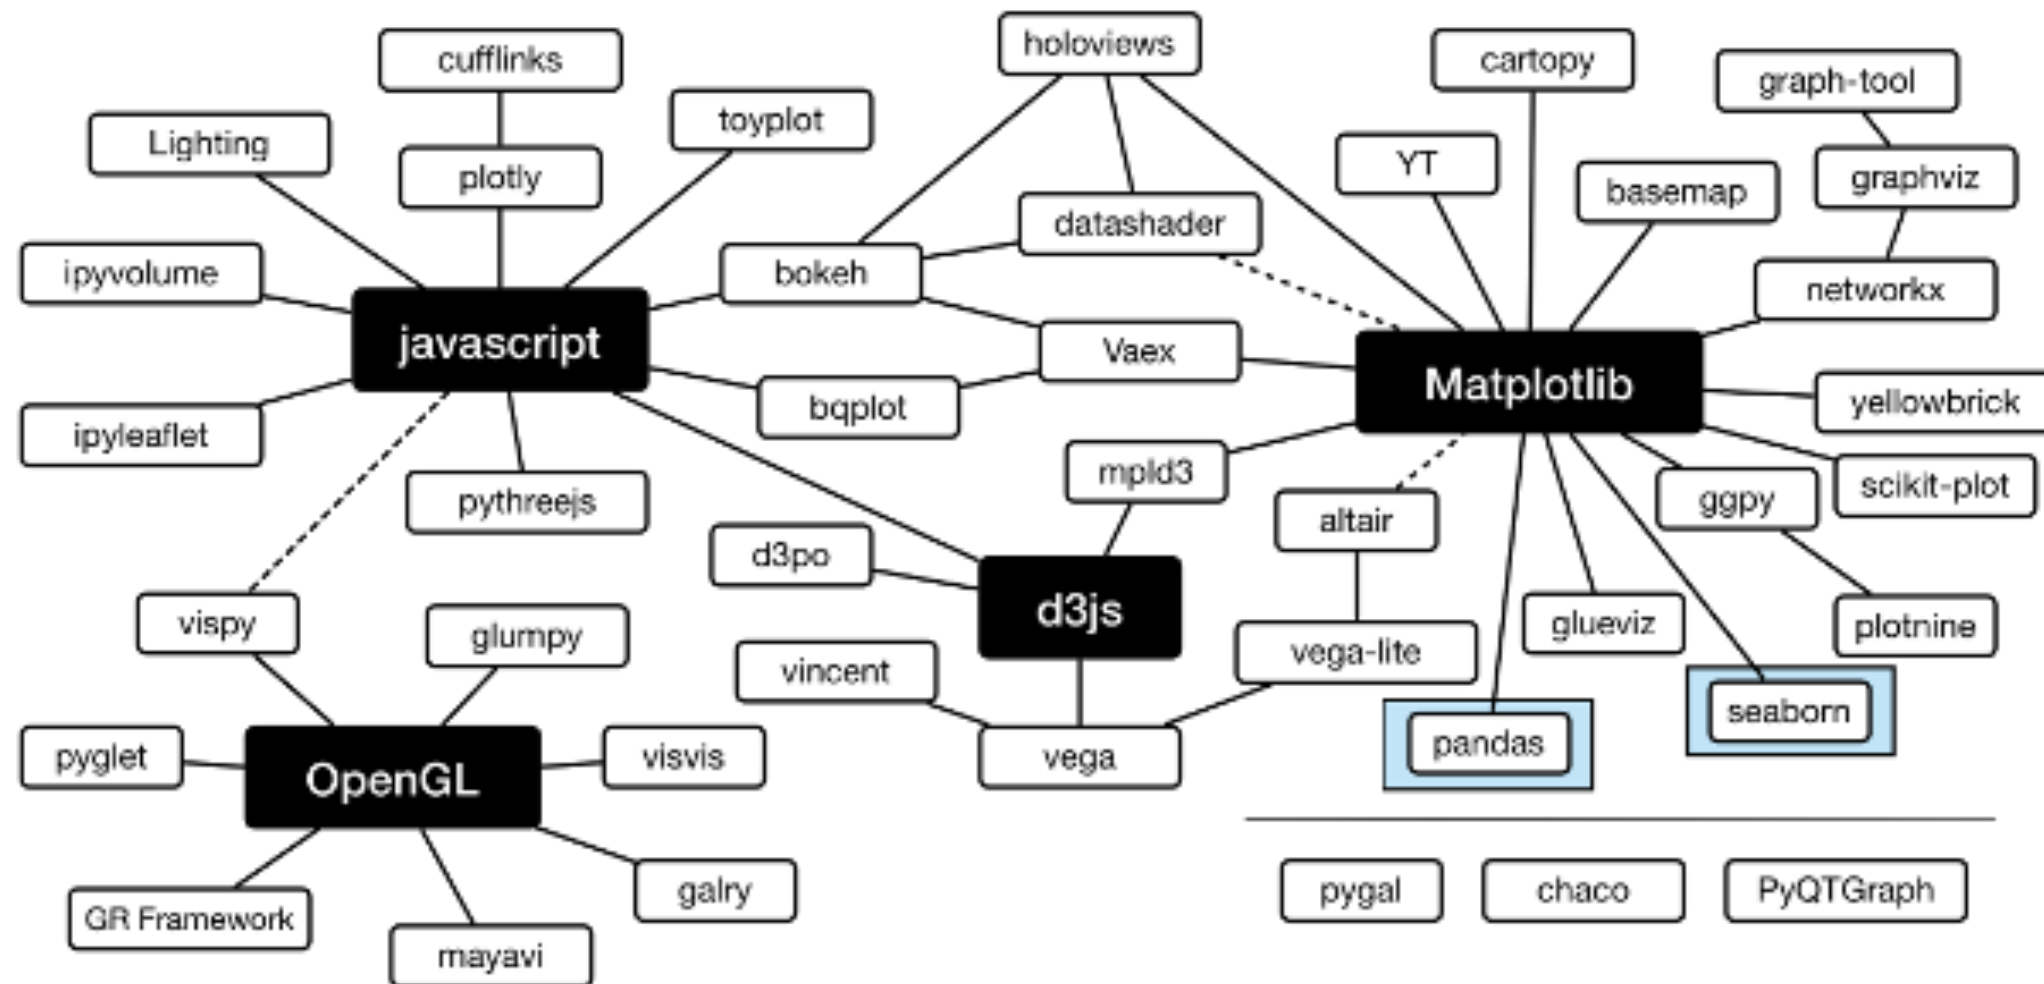 holoviews
cufflinks
cartopy
graph-tool
toyplot
Lighting
YT
plotly
graphviz
basemap
datashader
ipyvolume
bokeh
networkx
javascript
Vaex
Matplotlib
yellowbrick
bqplot
ipyleaflet
mpld3
scikit-plot
ggpy
pythreejs
altair
d3po
d3js
vispy
glumpy
glueviz
plotnine
vega-lite
vincent
seaborn
pandas
pyglet
OpenGL
visvis
vega
galry
pygal
chaco
PyQTGraph
GR Framework
mayavi